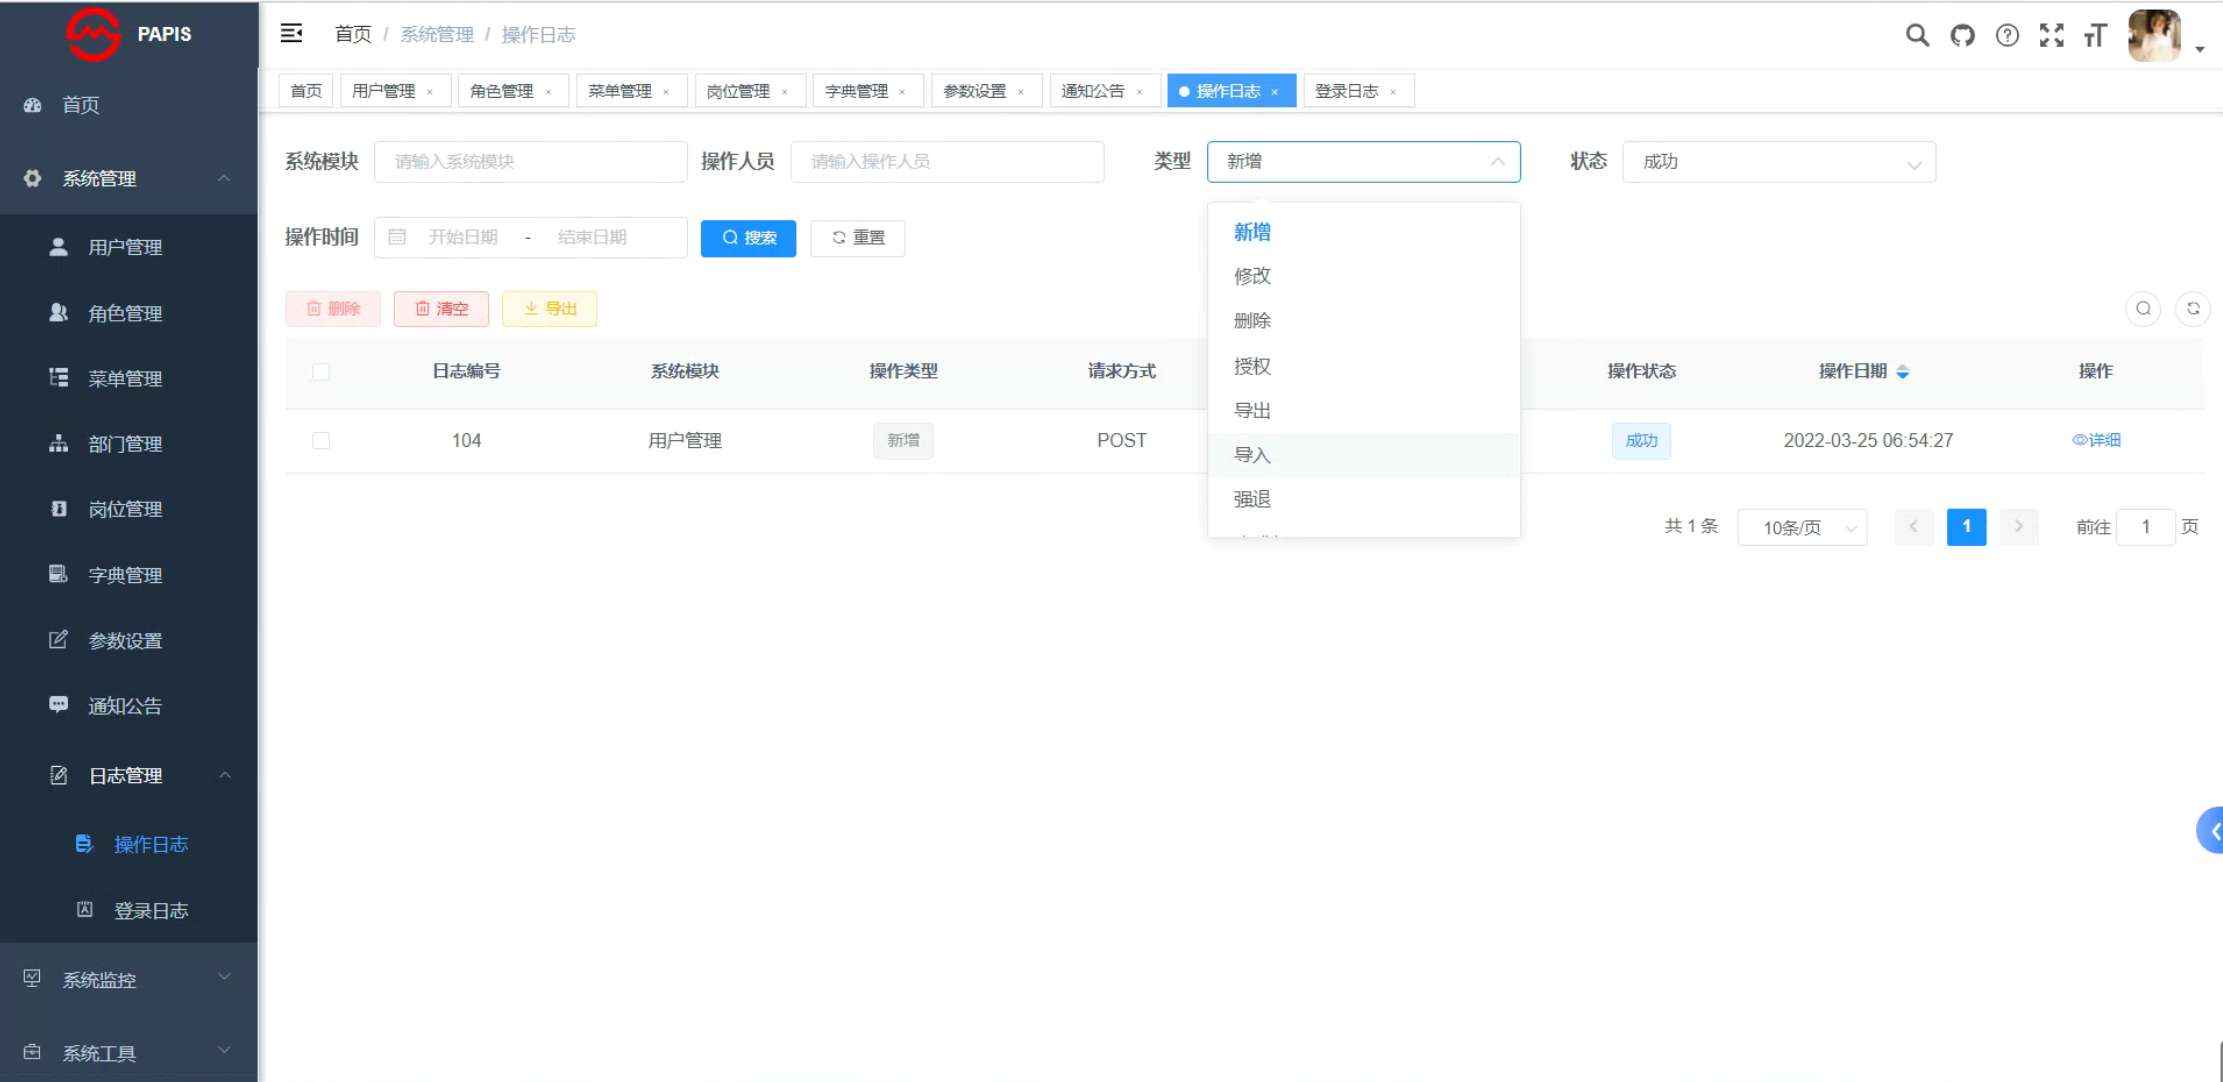 PAPIS
首页 / 系统管理 / 操作日志
首页 用户管理 × 角色管理 × 菜单管理 × 岗位管理 × 字典管理 × 参数设置 × 通知公告 × 操作日志 × 登录日志 ×
首页
系统管理
用户管理
角色管理
菜单管理
部门管理
岗位管理
字典管理
参数设置
通知公告
日志管理
操作日志
登录日志
系统监控
系统工具
系统模块 请输入系统模块 操作人员 请输入操作人员 类型 新增 状态 成功
操作时间 开始日期 - 结束日期 搜索 重置
新增
修改
删除
授权
导出
导入
强退
删除 清空 导出
日志编号 系统模块 操作类型 请求方式 操作状态 操作日期 操作
104 用户管理 新增 POST 成功 2022-03-25 06:54:27 详细
共 1 条 10条/页 1 前往 1 页